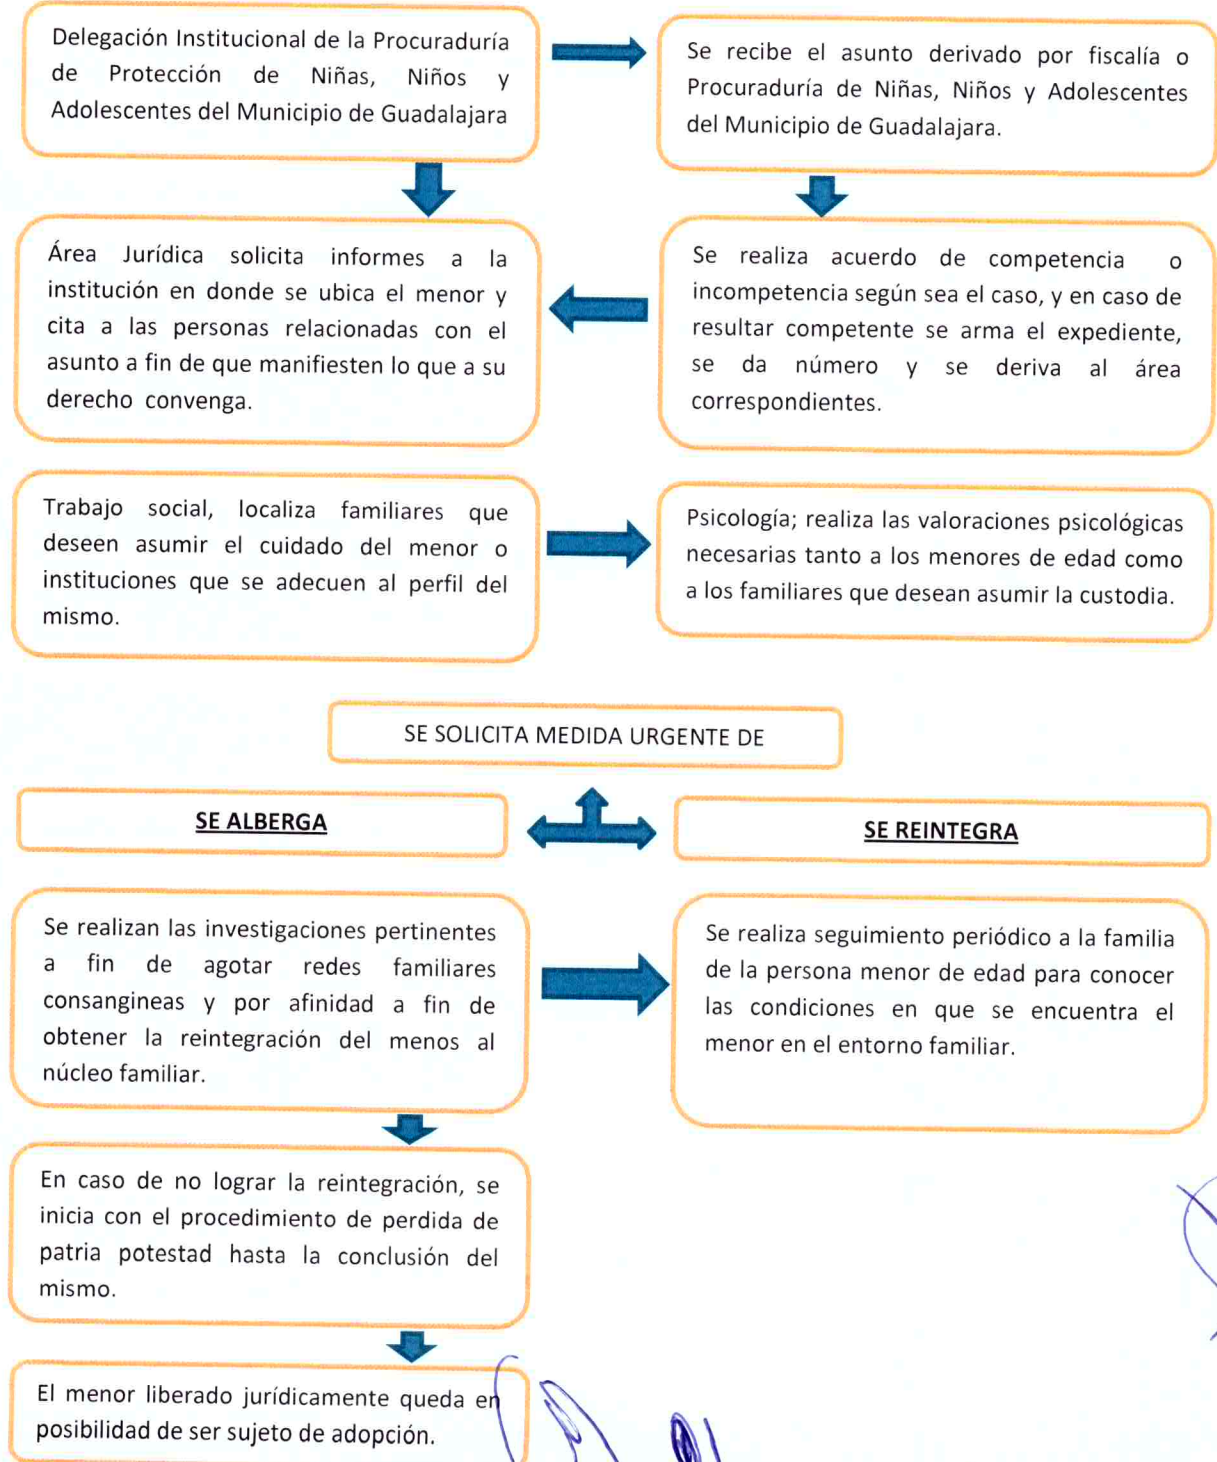 Delegación Institucional de la Procuraduría
de Protección de Niñas, Niños y
Adolescentes del Municipio de Guadalajara
Se recibe el asunto derivado por fiscalía o
Procuraduría de Niñas, Niños y Adolescentes
del Municipio de Guadalajara.
Área Jurídica solicita informes a la
institución en donde se ubica el menor y
cita a las personas relacionadas con el
asunto a fin de que manifiesten lo que a su
derecho convenga.
Se realiza acuerdo de competencia o
incompetencia según sea el caso, y en caso de
resultar competente se arma el expediente,
se da número y se deriva al área
correspondientes.
Trabajo social, localiza familiares que
deseen asumir el cuidado del menor o
instituciones que se adecuen al perfil del
mismo.
Psicología; realiza las valoraciones psicológicas
necesarias tanto a los menores de edad como
a los familiares que desean asumir la custodia.
SE SOLICITA MEDIDA URGENTE DE
SE ALBERGA
SE REINTEGRA
Se realizan las investigaciones pertinentes
a fin de agotar redes familiares
consangineas y por afinidad a fin de
obtener la reintegración del menos al
núcleo familiar.
Se realiza seguimiento periódico a la familia
de la persona menor de edad para conocer
las condiciones en que se encuentra el
menor en el entorno familiar.
En caso de no lograr la reintegración, se
inicia con el procedimiento de perdida de
patria potestad hasta la conclusión del
mismo.
El menor liberado jurídicamente queda en
posibilidad de ser sujeto de adopción.